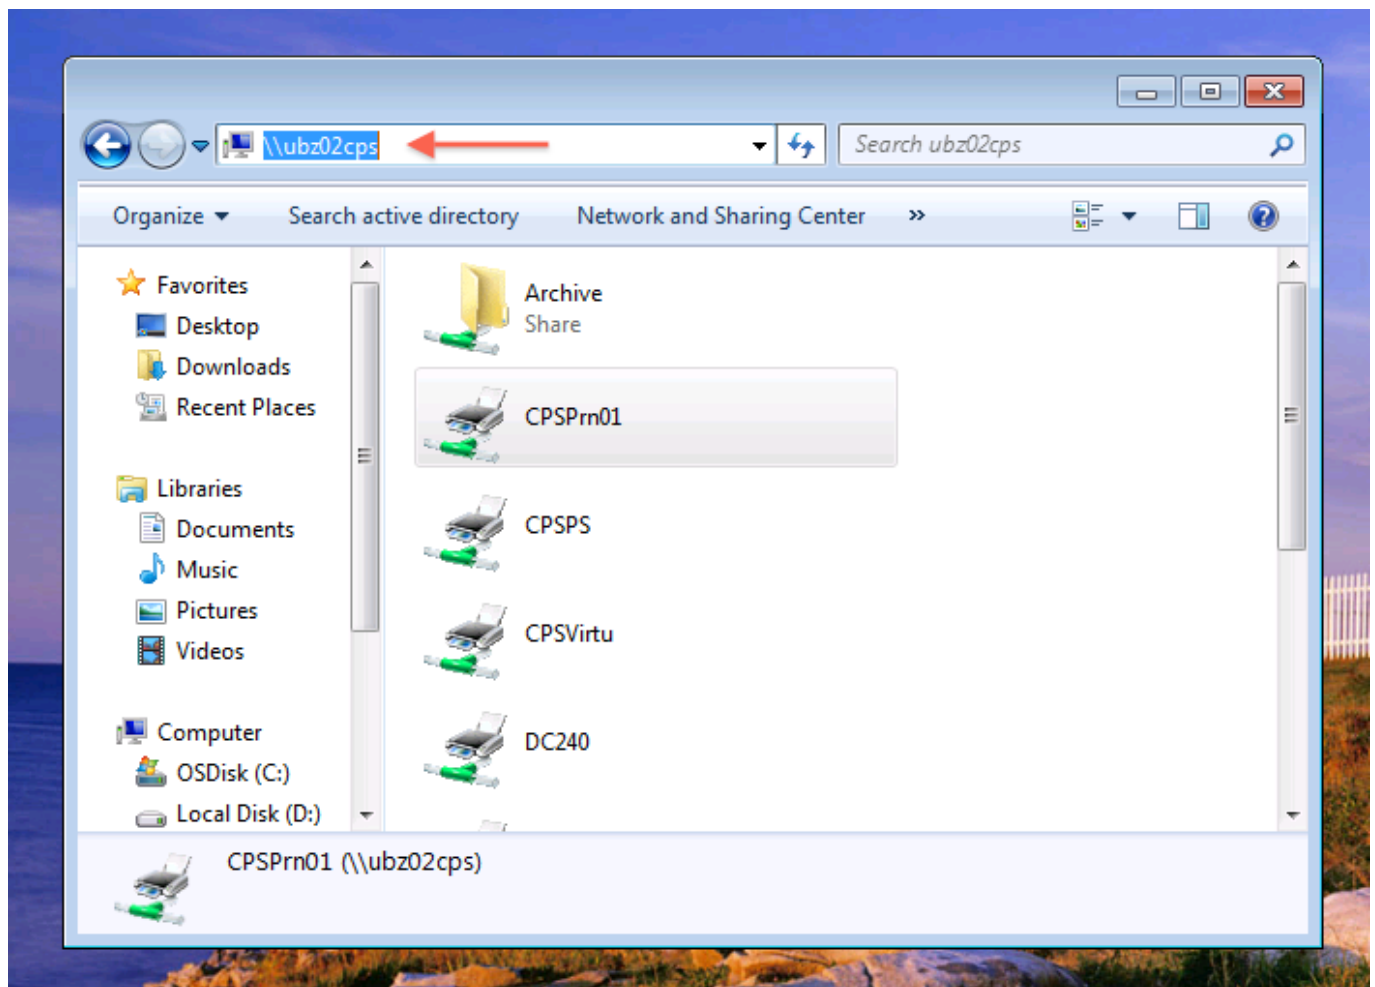 \\ubz02cps
Search ubz02cps
Organize
Search active directory
Network and Sharing Center
»
Favorites
Desktop
Downloads
Recent Places
Libraries
Documents
Music
Pictures
Videos
Computer
OSDisk (C:)
Local Disk (D:)
Archive
Share
CPSPrn01
CPSPS
CPSVirtu
DC240
CPSPrn01 (\\ubz02cps)